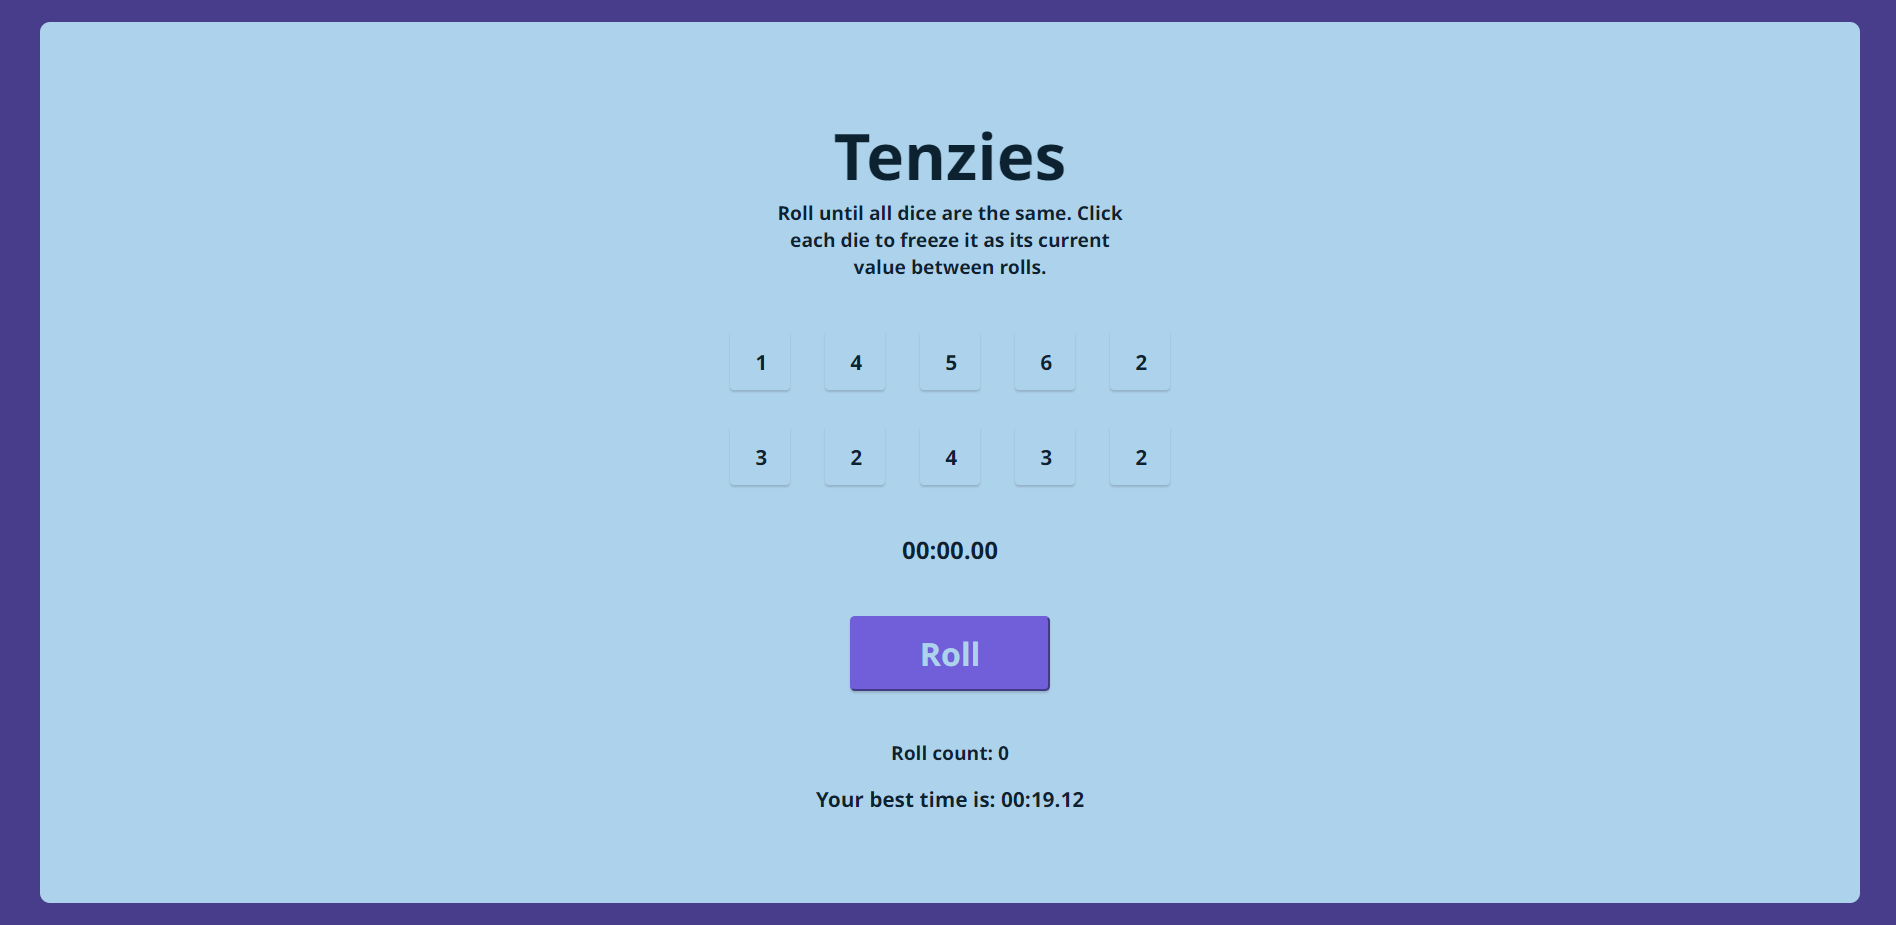 Tenzies
Roll until all dice are the same. Click
each die to freeze it as its current
value between rolls.
1 4 5 6 2
3 2 4 3 2
00:00.00
Roll
Roll count: 0
Your best time is: 00:19.12